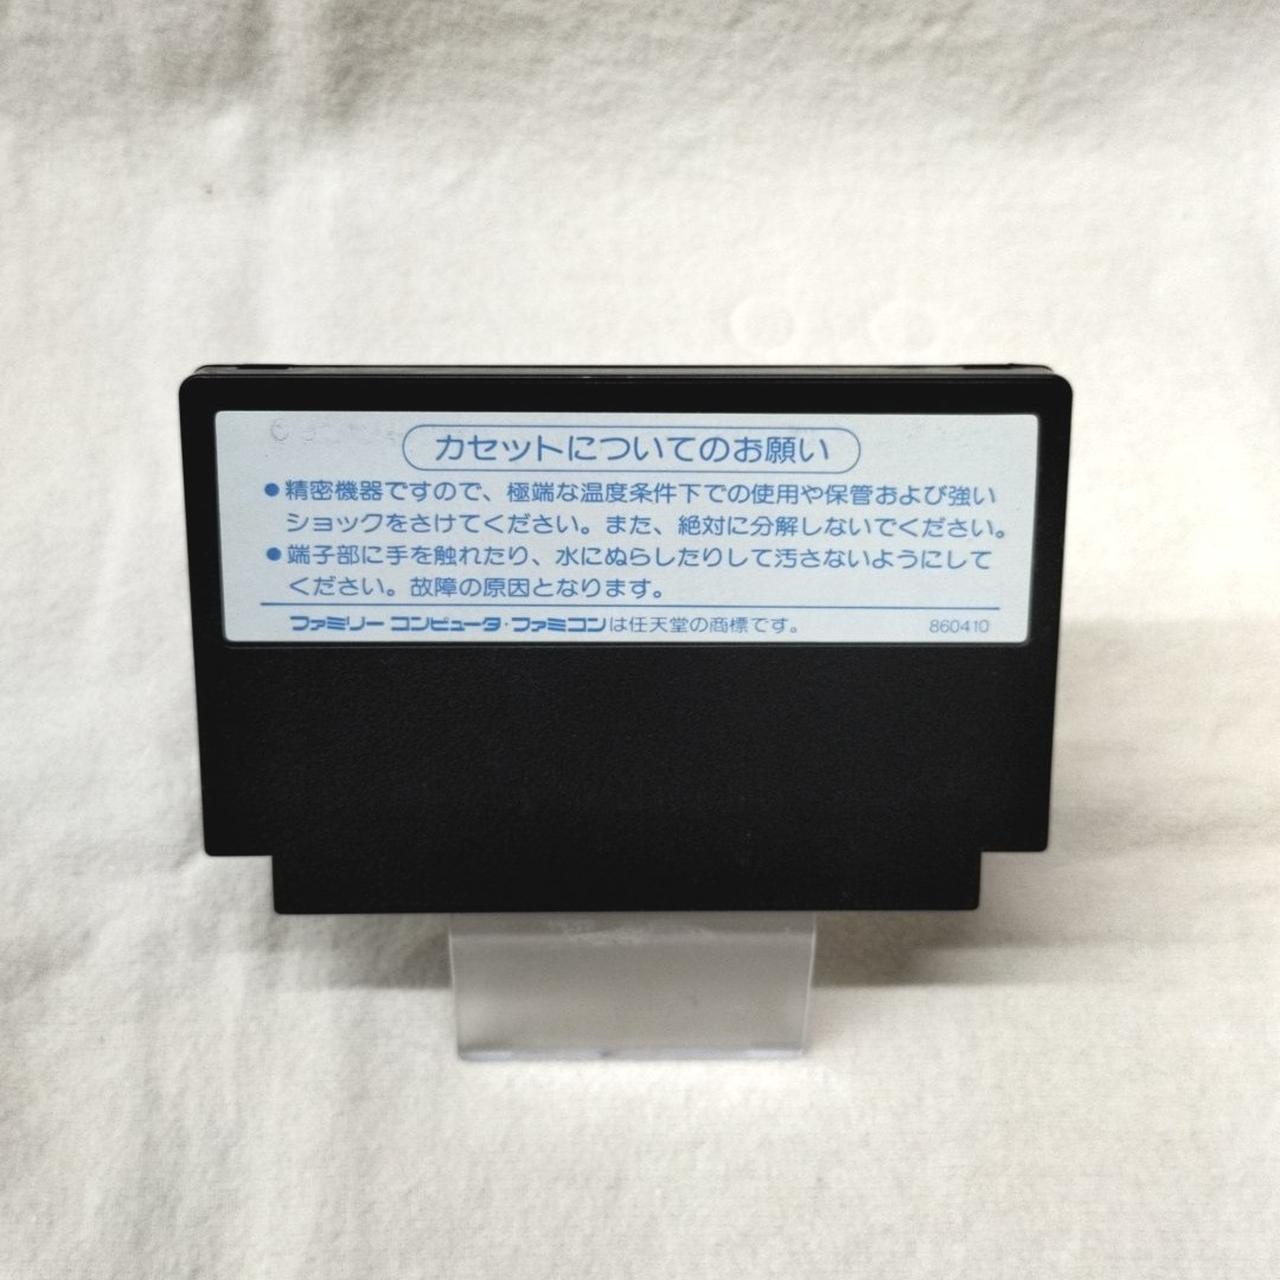 カセットについてのお願い
●精密機器ですので、極端な温度条件下での使用や保管および強い
ショックをさけてください。また、絶対に分解しないでください。
●端子部に手を触れたり、水にぬらしたりして汚さないようにして
ください。故障の原因となります。
ファミリー コンピュータ・ファミコンは任天堂の商標です。 860410